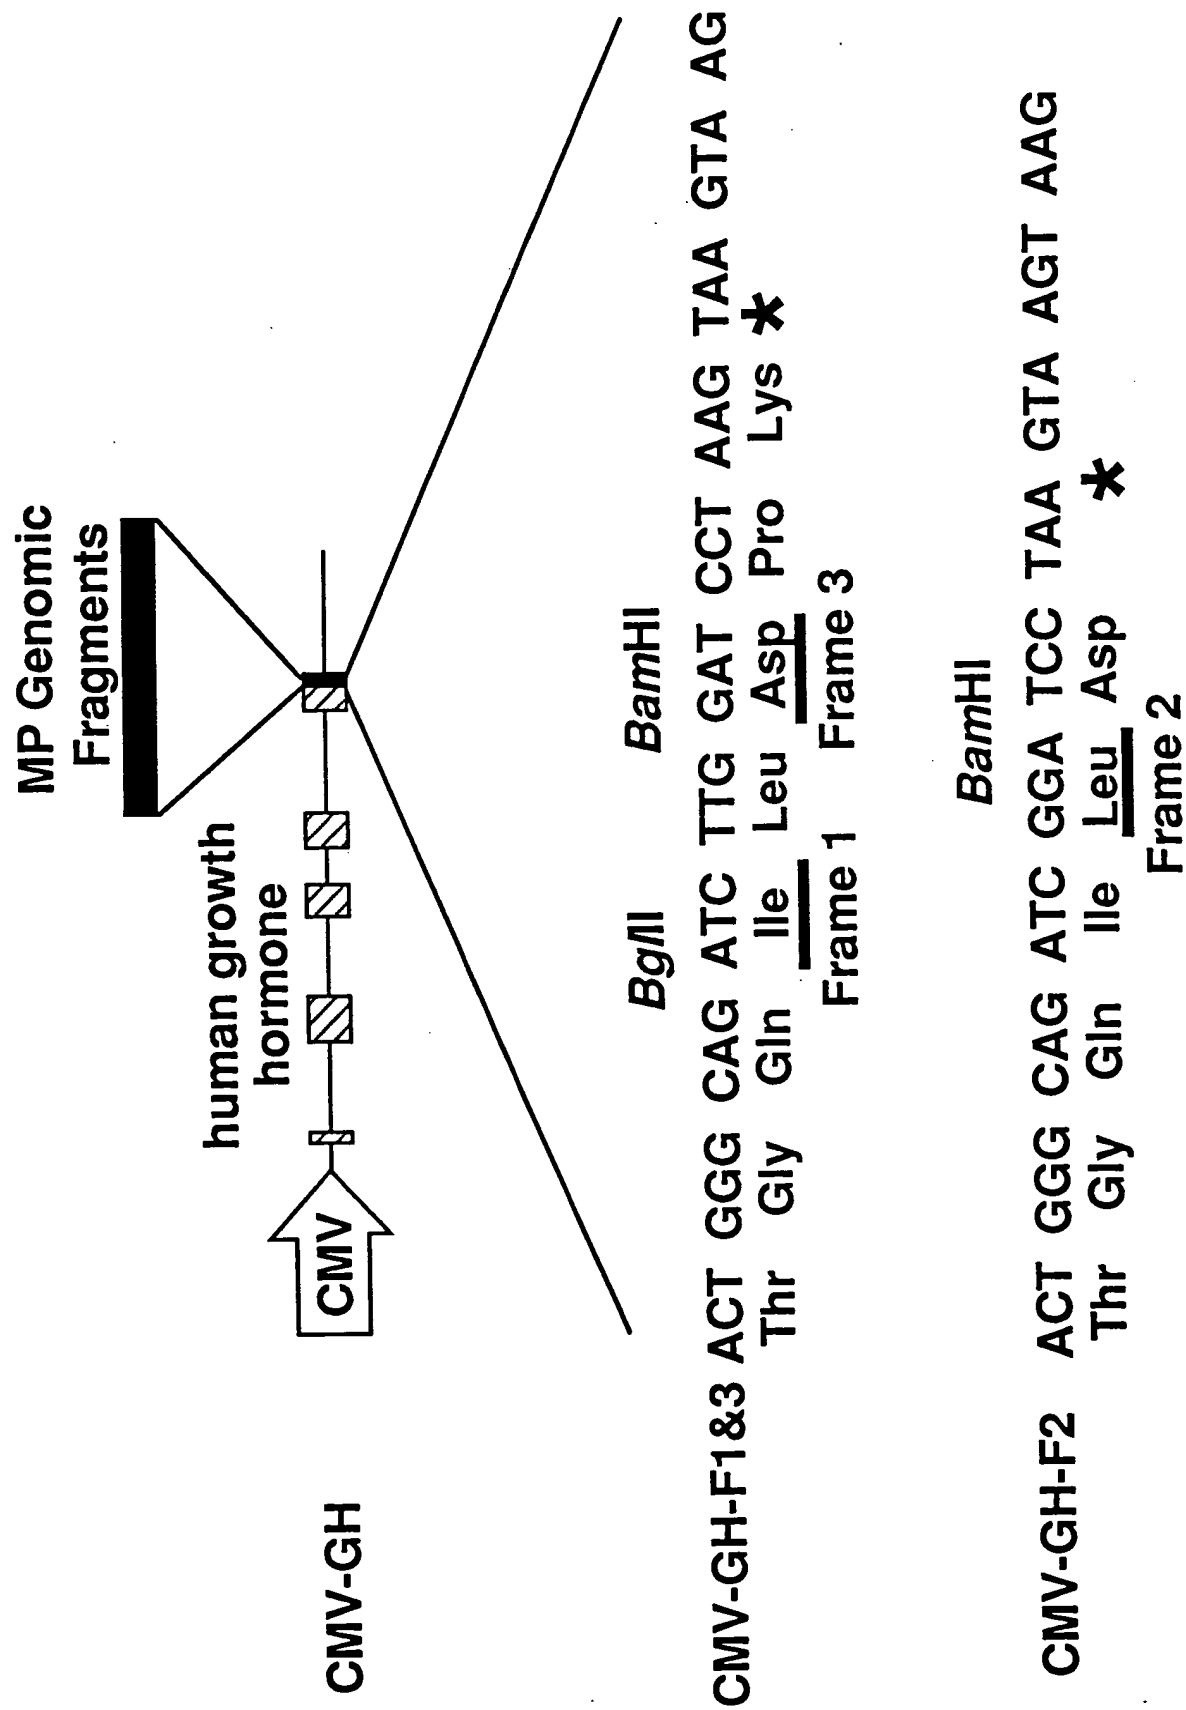 MP Genomic
Fragments
human growth
hormone
CMV-GH
CMV
BglII BamHI
CMV-GH-F1&3 ACT GGG CAG ATC TTG GAT CCT AAG TAA GTA AG
Thr Gly Gln Ile Leu Asp Pro Lys *
Frame 1 Frame 3
BamHI
CMV-GH-F2 ACT GGG CAG ATC GGA TCC TAA GTA AGT AAG
Thr Gly Gln Ile Leu Asp *
Frame 2